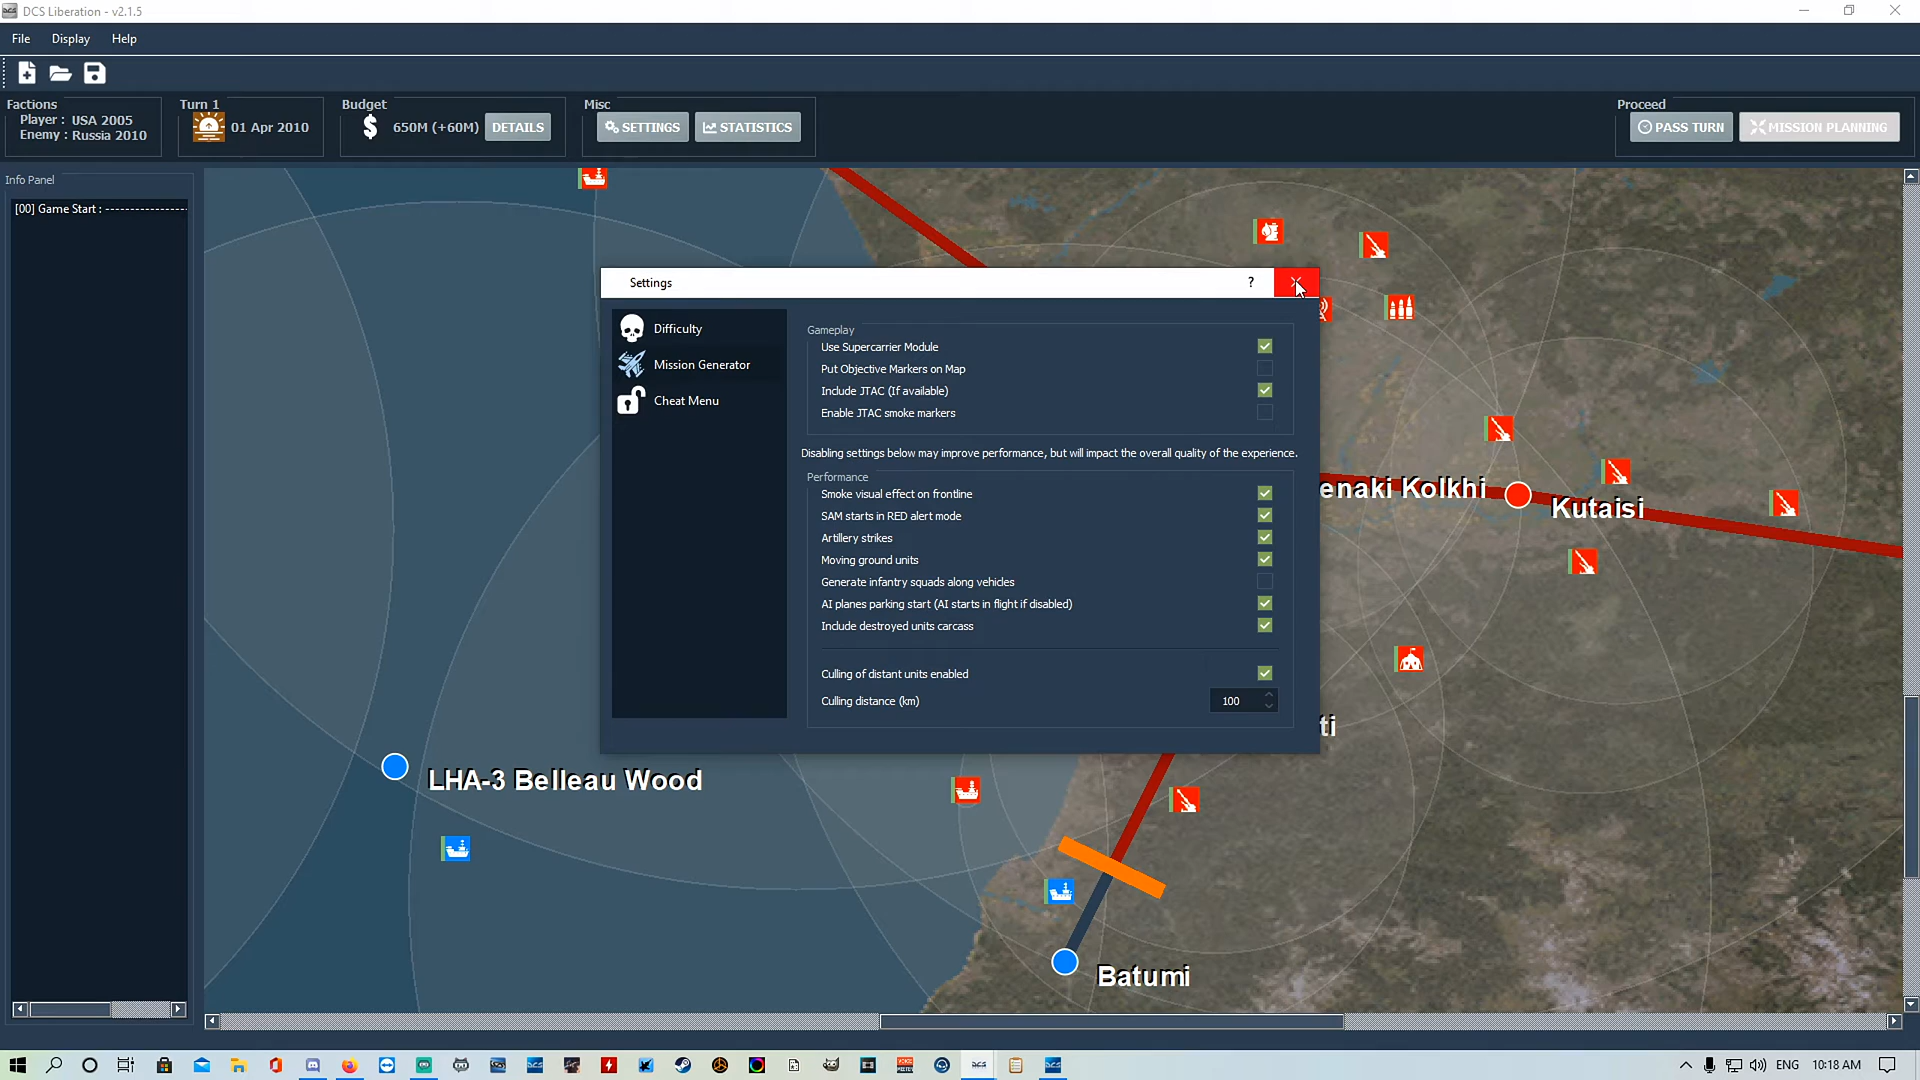 DCS Liberation - v2.1.5
File
Display
Help
Factions
Player : USA 2005
Enemy : Russia 2010
Turn 1
01 Apr 2010
Budget
$ 650M (+60M)
DETAILS
Misc
SETTINGS
STATISTICS
Proceed
PASS TURN
MISSION PLANNING
Info Panel
[00] Game Start : -----------------
Settings
?
Difficulty
Mission Generator
Cheat Menu
Gameplay
Use Supercarrier Module
Put Objective Markers on Map
Include JTAC (If available)
Enable JTAC smoke markers
Disabling settings below may improve performance, but will impact the overall quality of the experience.
Performance
Smoke visual effect on frontline
SAM starts in RED alert mode
Artillery strikes
Moving ground units
Generate infantry squads along vehicles
AI planes parking start (AI starts in flight if disabled)
Include destroyed units carcass
Culling of distant units enabled
Culling distance (km)
100
enaki Kolkhi
Kutaisi
ti
LHA-3 Belleau Wood
Batumi
ENG
10:18 AM